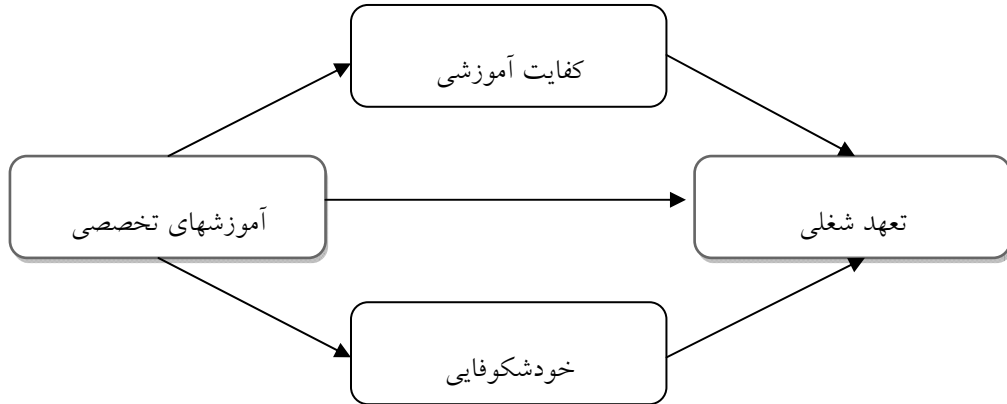 کفایت آموزشی
آموزشهای تخصصی
تعهد شغلی
خودشکوفایی